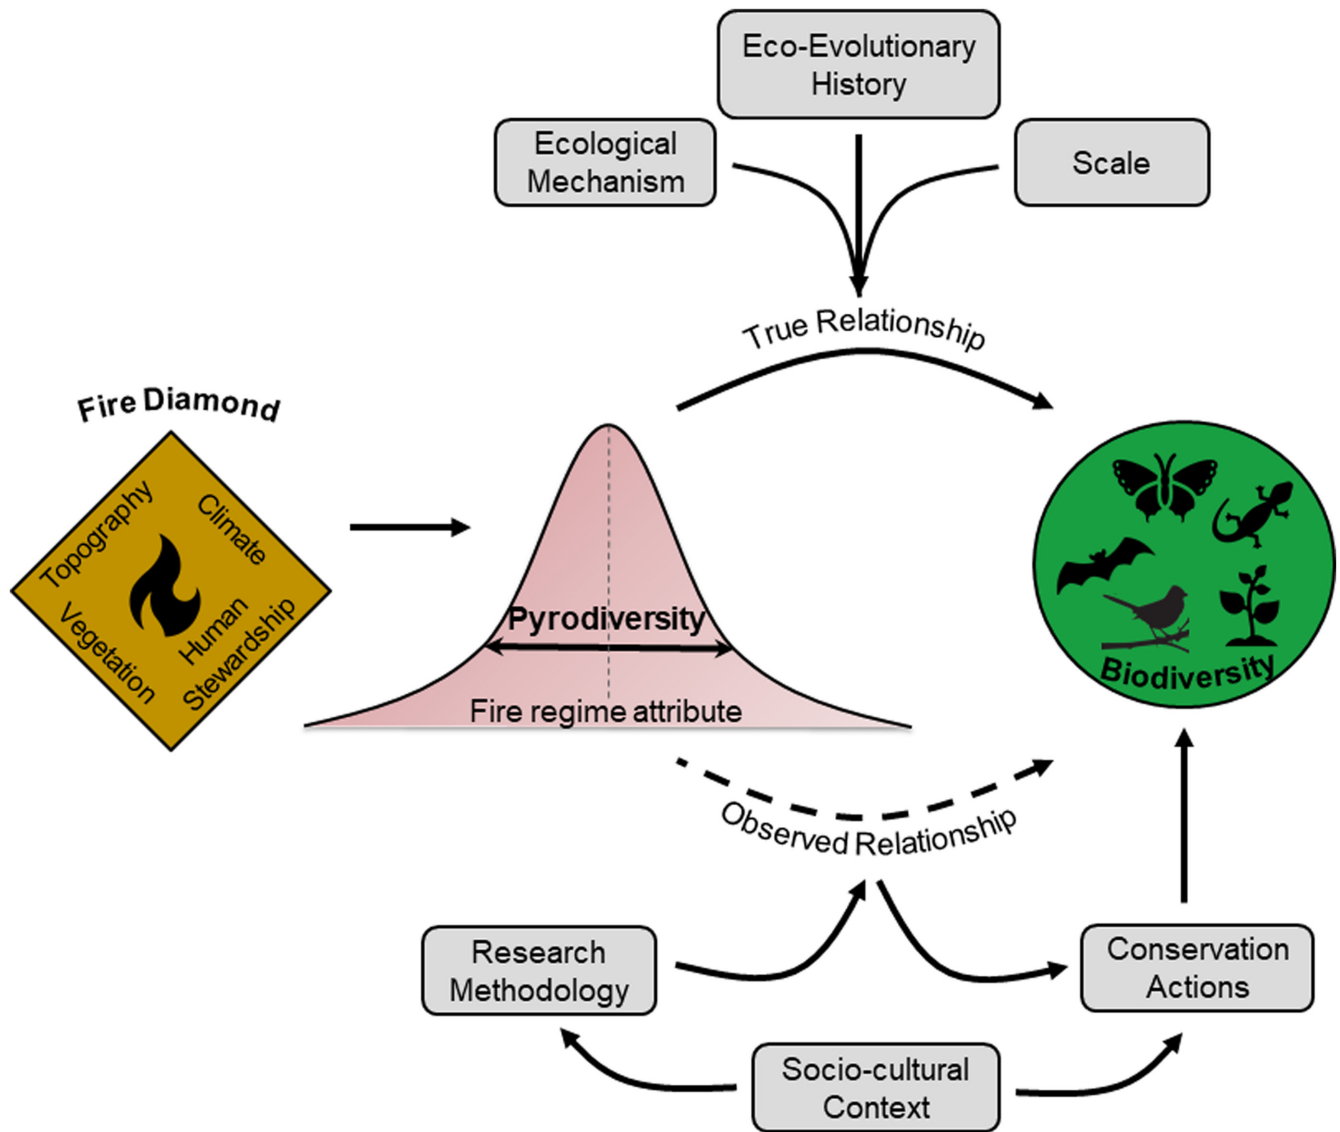 Eco-Evolutionary
History
Ecological
Mechanism
Scale
True Relationship
Fire Diamond
Topography
Climate
Vegetation
Human
Stewardship
Pyrodiversity
Fire regime attribute
Biodiversity
Observed Relationship
Research
Methodology
Conservation
Actions
Socio-cultural
Context